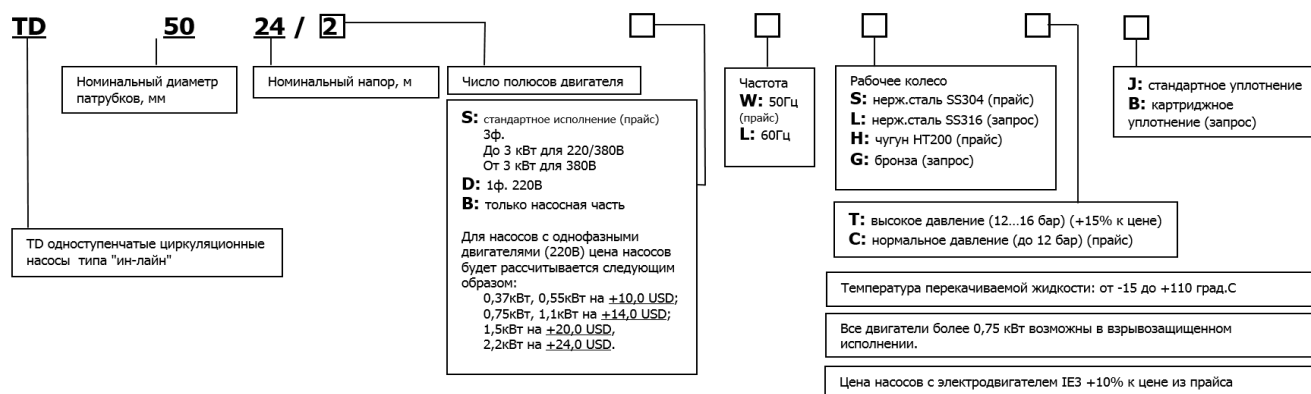 TD 50 24 / 2
Номинальный диаметр
патрубков, мм
Номинальный напор, м
Число полюсов двигателя
S: стандартное исполнение (прайс)
3ф.
До 3 кВт для 220/380В
От 3 кВт для 380В
D: 1ф. 220В
B: только насосная часть
Для насосов с однофазными
двигателями (220В) цена насосов
будет рассчитывается следующим
образом:
0,37кВт, 0,55кВт на +10,0 USD;
0,75кВт, 1,1кВт на +14,0 USD;
1,5кВт на +20,0 USD,
2,2кВт на +24,0 USD.
Частота
W: 50Гц
(прайс)
L: 60Гц
Рабочее колесо
S: нерж.сталь SS304 (прайс)
L: нерж.сталь SS316 (запрос)
H: чугун HT200 (прайс)
G: бронза (запрос)
J: стандартное уплотнение
B: картриджное
уплотнение (запрос)
T: высокое давление (12...16 бар) (+15% к цене)
C: нормальное давление (до 12 бар) (прайс)
TD одноступенчатые циркуляционные
насосы типа "ин-лайн"
Температура перекачиваемой жидкости: от -15 до +110 град.С
Все двигатели более 0,75 кВт возможны в взрывозащищенном
исполнении.
Цена насосов с электродвигателем IE3 +10% к цене из прайса